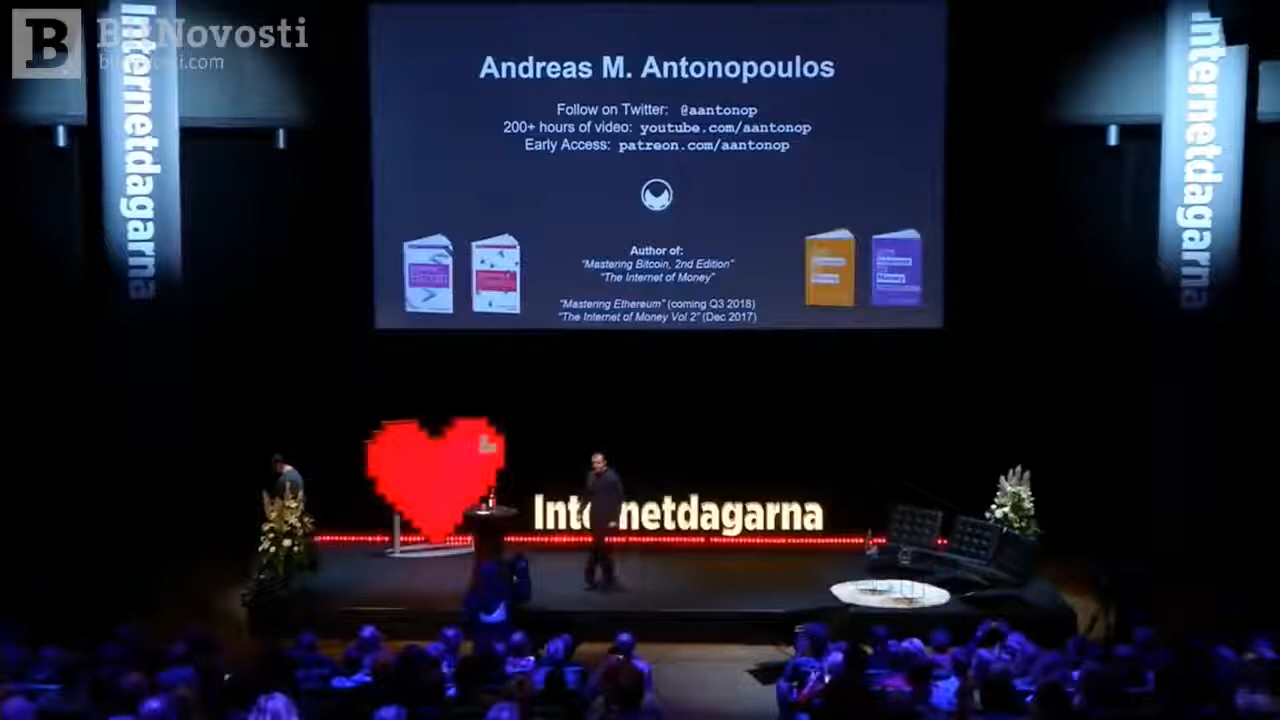 BitNovosti
bitnovosti.com
Internetdagarna
Internetdagarna
Andreas M. Antonopoulos
Follow on Twitter: @aantonop
200+ hours of video: youtube.com/aantonop
Early Access: patreon.com/aantonop
Author of:
“Mastering Bitcoin, 2nd Edition”
“The Internet of Money”
“Mastering Ethereum” (coming Q3 2018)
“The Internet of Money Vol 2” (Dec 2017)
Internetdagarna